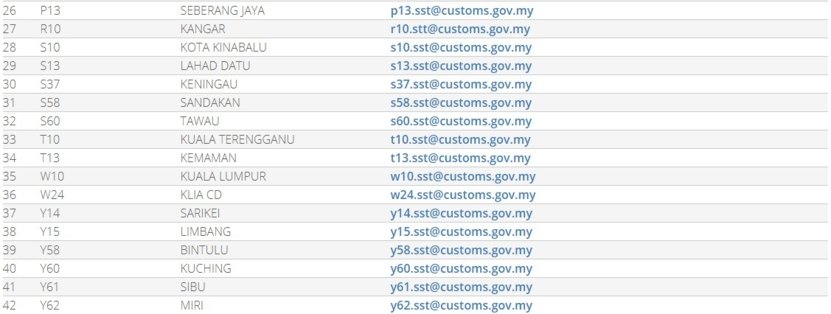 26 P13 SEBERANG JAYA p13.sst@customs.gov.my
27 R10 KANGAR r10.stt@customs.gov.my
28 S10 KOTA KINABALU s10.sst@customs.gov.my
29 S13 LAHAD DATU s13.sst@customs.gov.my
30 S37 KENINGAU s37.sst@customs.gov.my
31 S58 SANDAKAN s58.sst@customs.gov.my
32 S60 TAWAU s60.sst@customs.gov.my
33 T10 KUALA TERENGGANU t10.sst@customs.gov.my
34 T13 KEMAMAN t13.sst@customs.gov.my
35 W10 KUALA LUMPUR w10.sst@customs.gov.my
36 W24 KLIA CD w24.sst@customs.gov.my
37 Y14 SARIKEI y14.sst@customs.gov.my
38 Y15 LIMBANG y15.sst@customs.gov.my
39 Y58 BINTULU y58.sst@customs.gov.my
40 Y60 KUCHING y60.sst@customs.gov.my
41 Y61 SIBU y61.sst@customs.gov.my
42 Y62 MIRI y62.sst@customs.gov.my